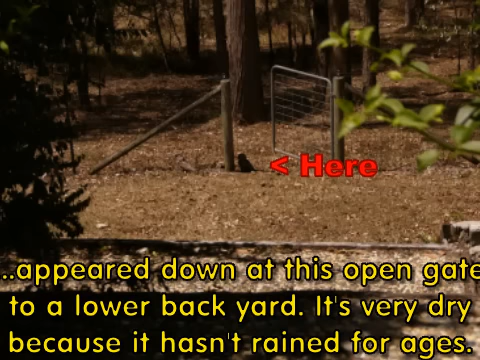 < Here
...appeared down at this open gate
to a lower back yard. It's very dry
because it hasn't rained for ages.